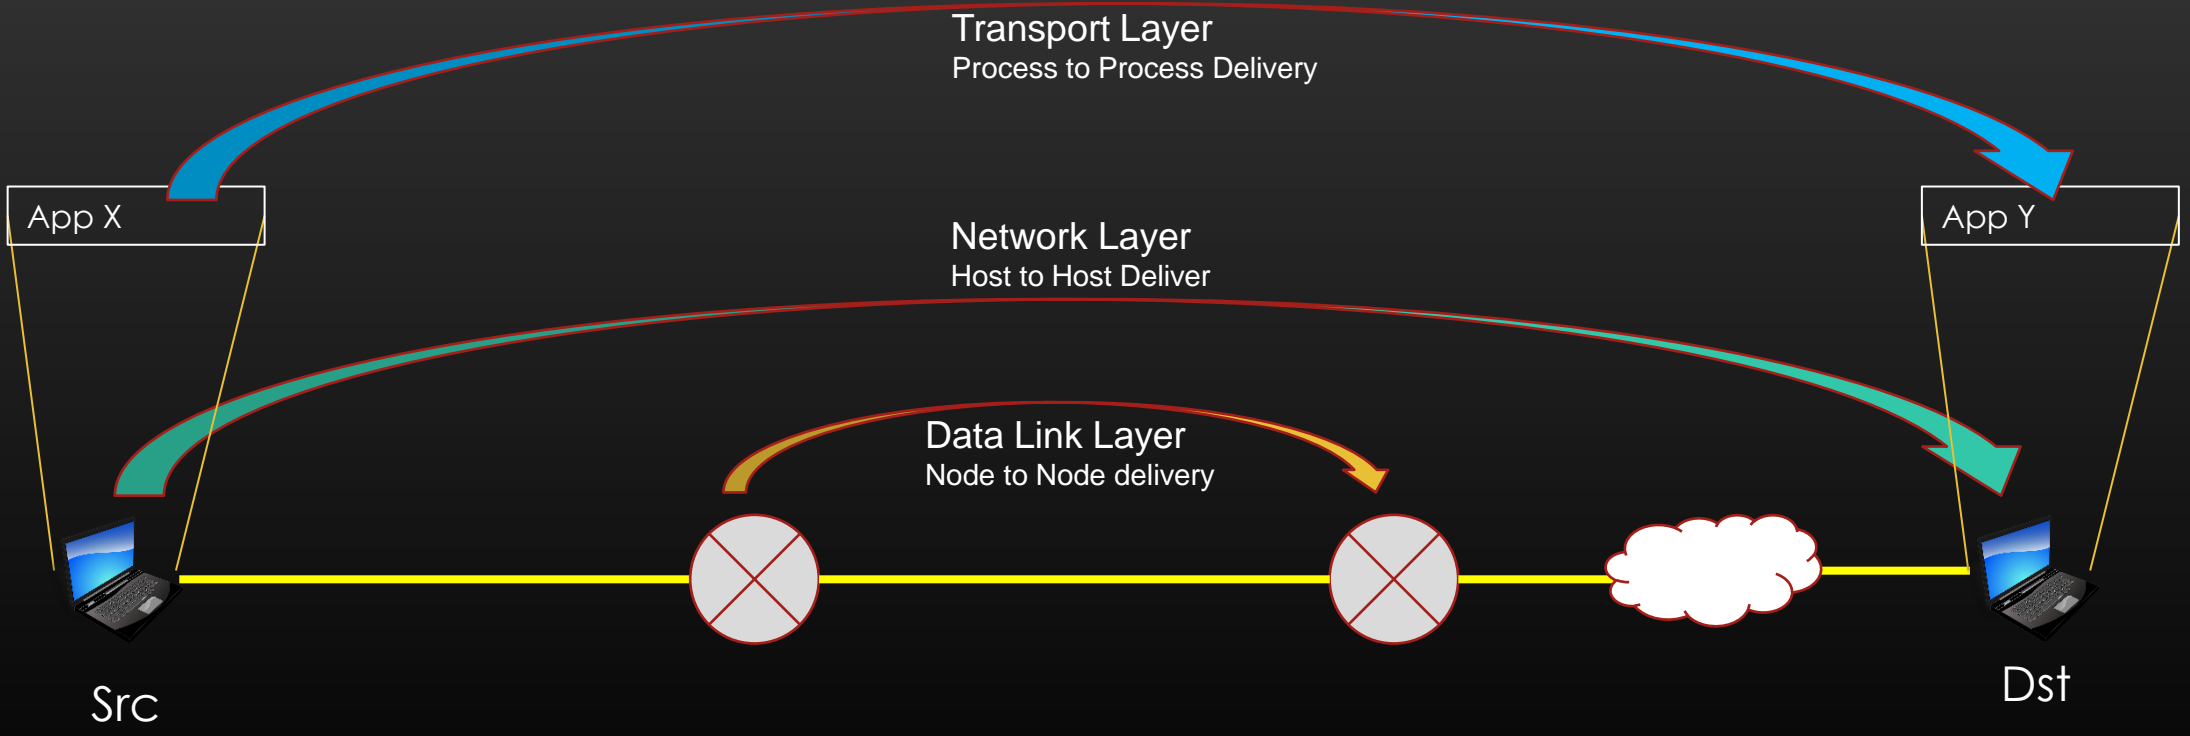 Transport Layer
Process to Process Delivery
App X
App Y
Network Layer
Host to Host Deliver
Data Link Layer
Node to Node delivery
Src
Dst